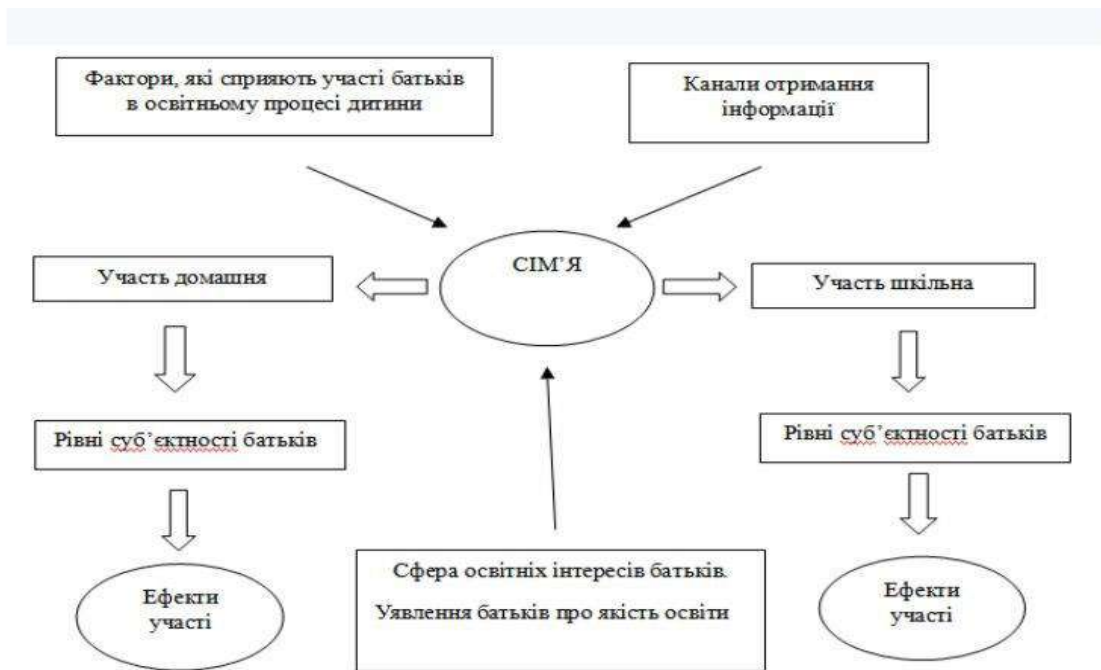 Фактори, які сприяють участі батьків
в освітньому процесі дитини
Канали отримання
інформації
СІМ'Я
Участь домашня
Участь шкільна
Рівні суб'єктності батьків
Рівні суб'єктності батьків
Сфера освітніх інтересів батьків.
Уявлення батьків про якість освіти
Ефекти
участі
Ефекти
участі